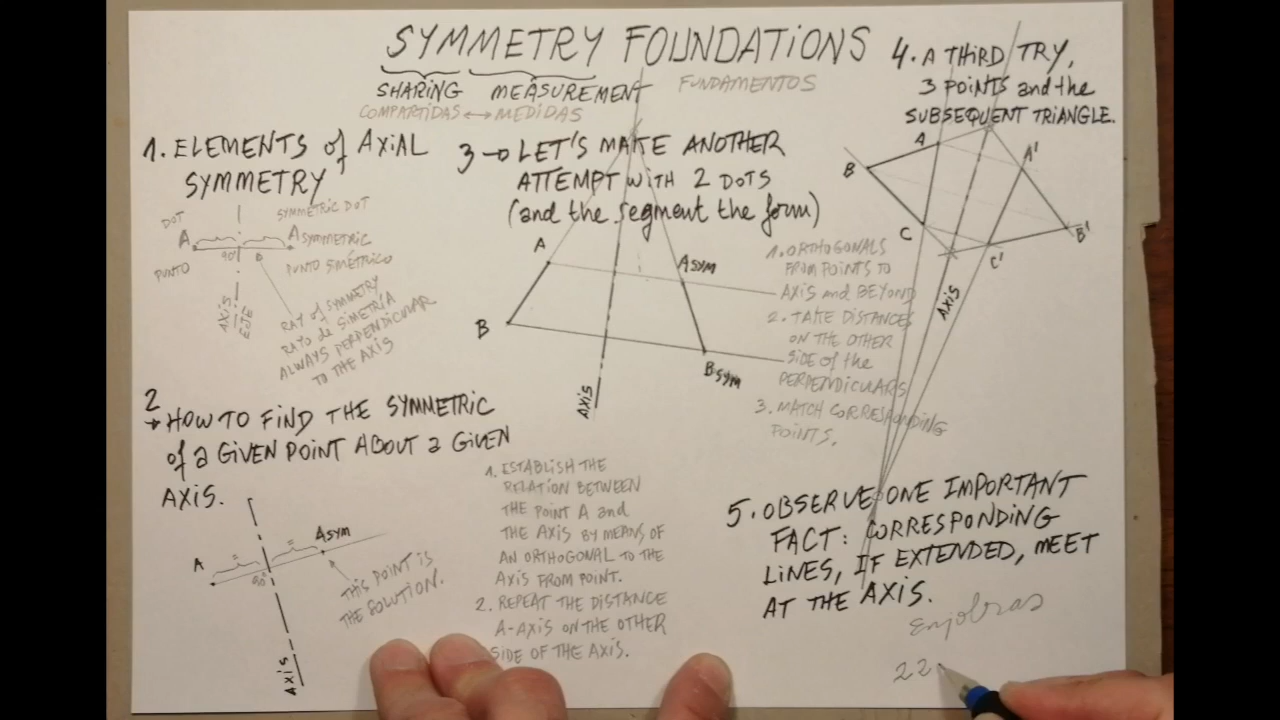 SYMMETRY FOUNDATIONS
SHARING MEASUREMENT FUNDAMENTOS
COMPARTIDAS ↔ MEDIDAS
1. ELEMENTS of AXIAL
SYMMETRY
DOT
SYMMETRIC DOT
A
A SYMMETRIC
PUNTO
90°
PUNTO SIMÉTRICO
AXIS
EJE
RAY of SYMMETRY
RAYO de SIMETRÍA
ALWAYS PERPENDICULAR
TO THE AXIS
2
→ HOW TO FIND THE SYMMETRIC
of a GIVEN POINT ABOUT a GIVEN
AXIS.
A
=
=
ASYM
90°
THIS POINT IS
THE SOLUTION.
AXIS
1. ESTABLISH THE
RELATION BETWEEN
THE POINT A and
THE AXIS BY MEANS OF
AN ORTHOGONAL TO THE
AXIS FROM POINT.
2. REPEAT THE DISTANCE
A-AXIS ON THE OTHER
SIDE OF THE AXIS.
3 → LET'S MAKE ANOTHER
ATTEMPT WITH 2 DOTS
(and the segment the form)
A
ASYM
B
BSYM
AXIS
1. ORTHOGONALS
FROM POINTS TO
AXIS and BEYOND
2. TAKE DISTANCES
ON THE OTHER
SIDE of the
PERPENDICULARS
3. MATCH CORRESPONDING
POINTS.
4. A THIRD TRY,
3 POINTS and the
SUBSEQUENT TRIANGLE.
A
A'
B
B'
C
C'
AXIS
5. OBSERVE ONE IMPORTANT
FACT: CORRESPONDING
LINES, IF EXTENDED, MEET
AT THE AXIS.
Enjolras
22